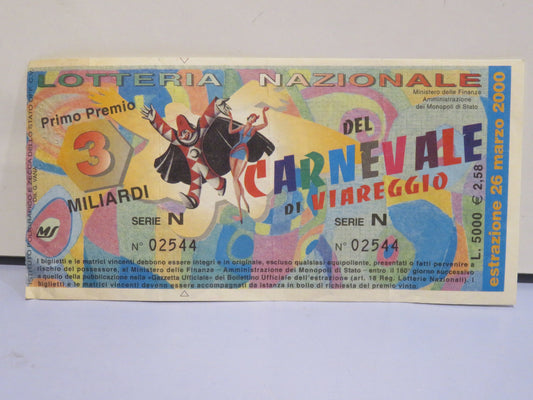 LOTTERIA NAZIONALE
Ministero delle Finanze
Amministrazione
dei Monopoli di Stato
Primo Premio
3
MILIARDI
DEL
CARNEVALE
DI VIAREGGIO
SERIE N
N° 02544
SERIE N
N° 02544
L. 5000 € 2,58
estrazione 26 marzo 2000
I biglietti e le matrici vincenti debbono essere integri e in originale, escluso qualsiasi equipollente, presentati o fatti pervenire a
rischio del possessore, al Ministero delle Finanze - Amministrazione dei Monopoli di Stato - entro il 180° giorno successivo
a quello della pubblicazione nella «Gazzetta Ufficiale» del Bollettino Ufficiale dell'estrazione (art. 18 Reg. Lotterie Nazionali). I
biglietti e le matrici vincenti devono essere accompagnati da istanza in bollo di richiesta del premio vinto.